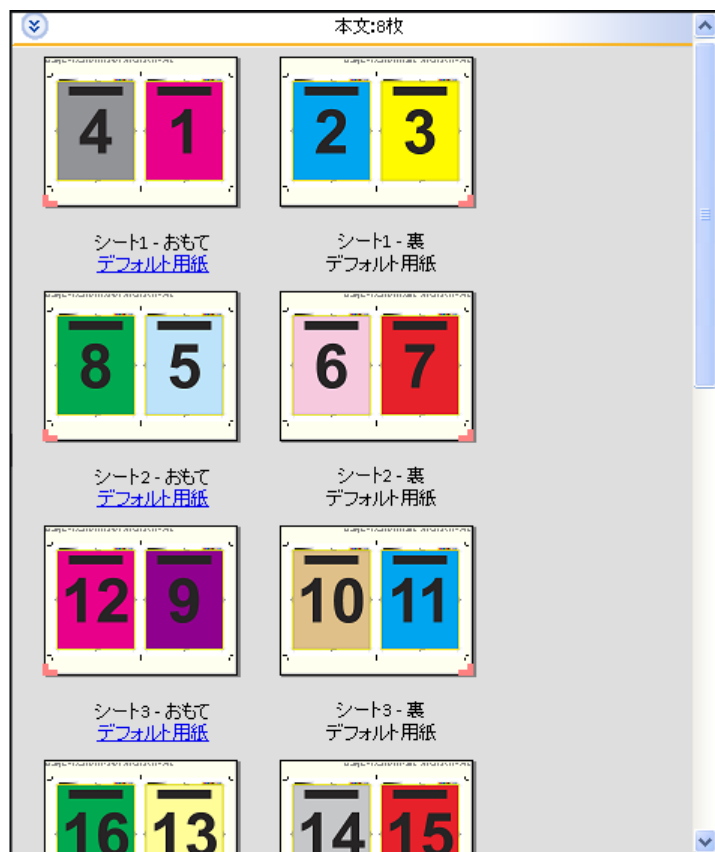 本文:8枚
4 1 2 3
シート1 - おもて シート1 - 裏
デフォルト用紙 デフォルト用紙
8 5 6 7
シート2 - おもて シート2 - 裏
デフォルト用紙 デフォルト用紙
12 9 10 11
シート3 - おもて シート3 - 裏
デフォルト用紙 デフォルト用紙
16 13 14 15